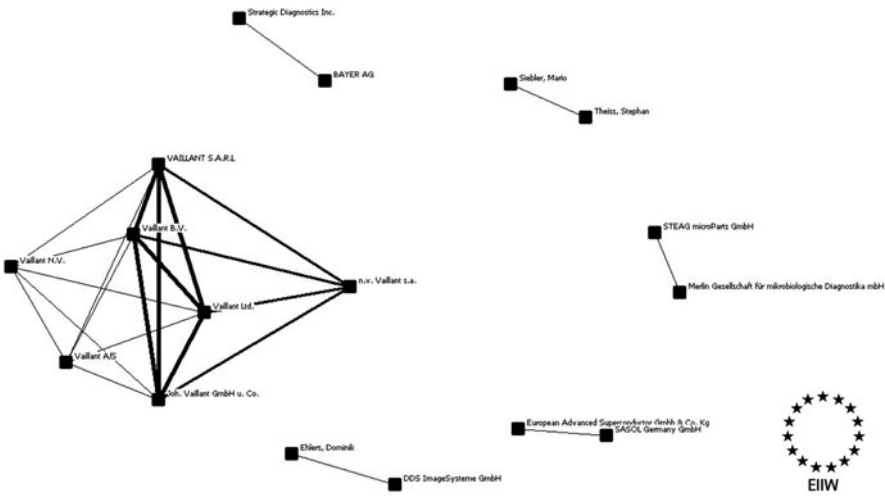 Strategic Diagnostics Inc.
BAYER AG
Siebler, Mario
Theiss, Stephan
VAILLANT S.A.R.L
Vaillant B.V.
STEAG microParts GmbH
Vaillant N.V.
n.v. Vaillant s.a.
Merlin Gesellschaft für mikrobiologische Diagnostika mbH
Vaillant Ltd.
Vaillant A/S
Joh. Vaillant GmbH u. Co.
European Advanced Superconductor Gmbh & Co. Kg
SASOL Germany GmbH
Ehlers, Dominik
DDS ImageSysteme GmbH
EIIW